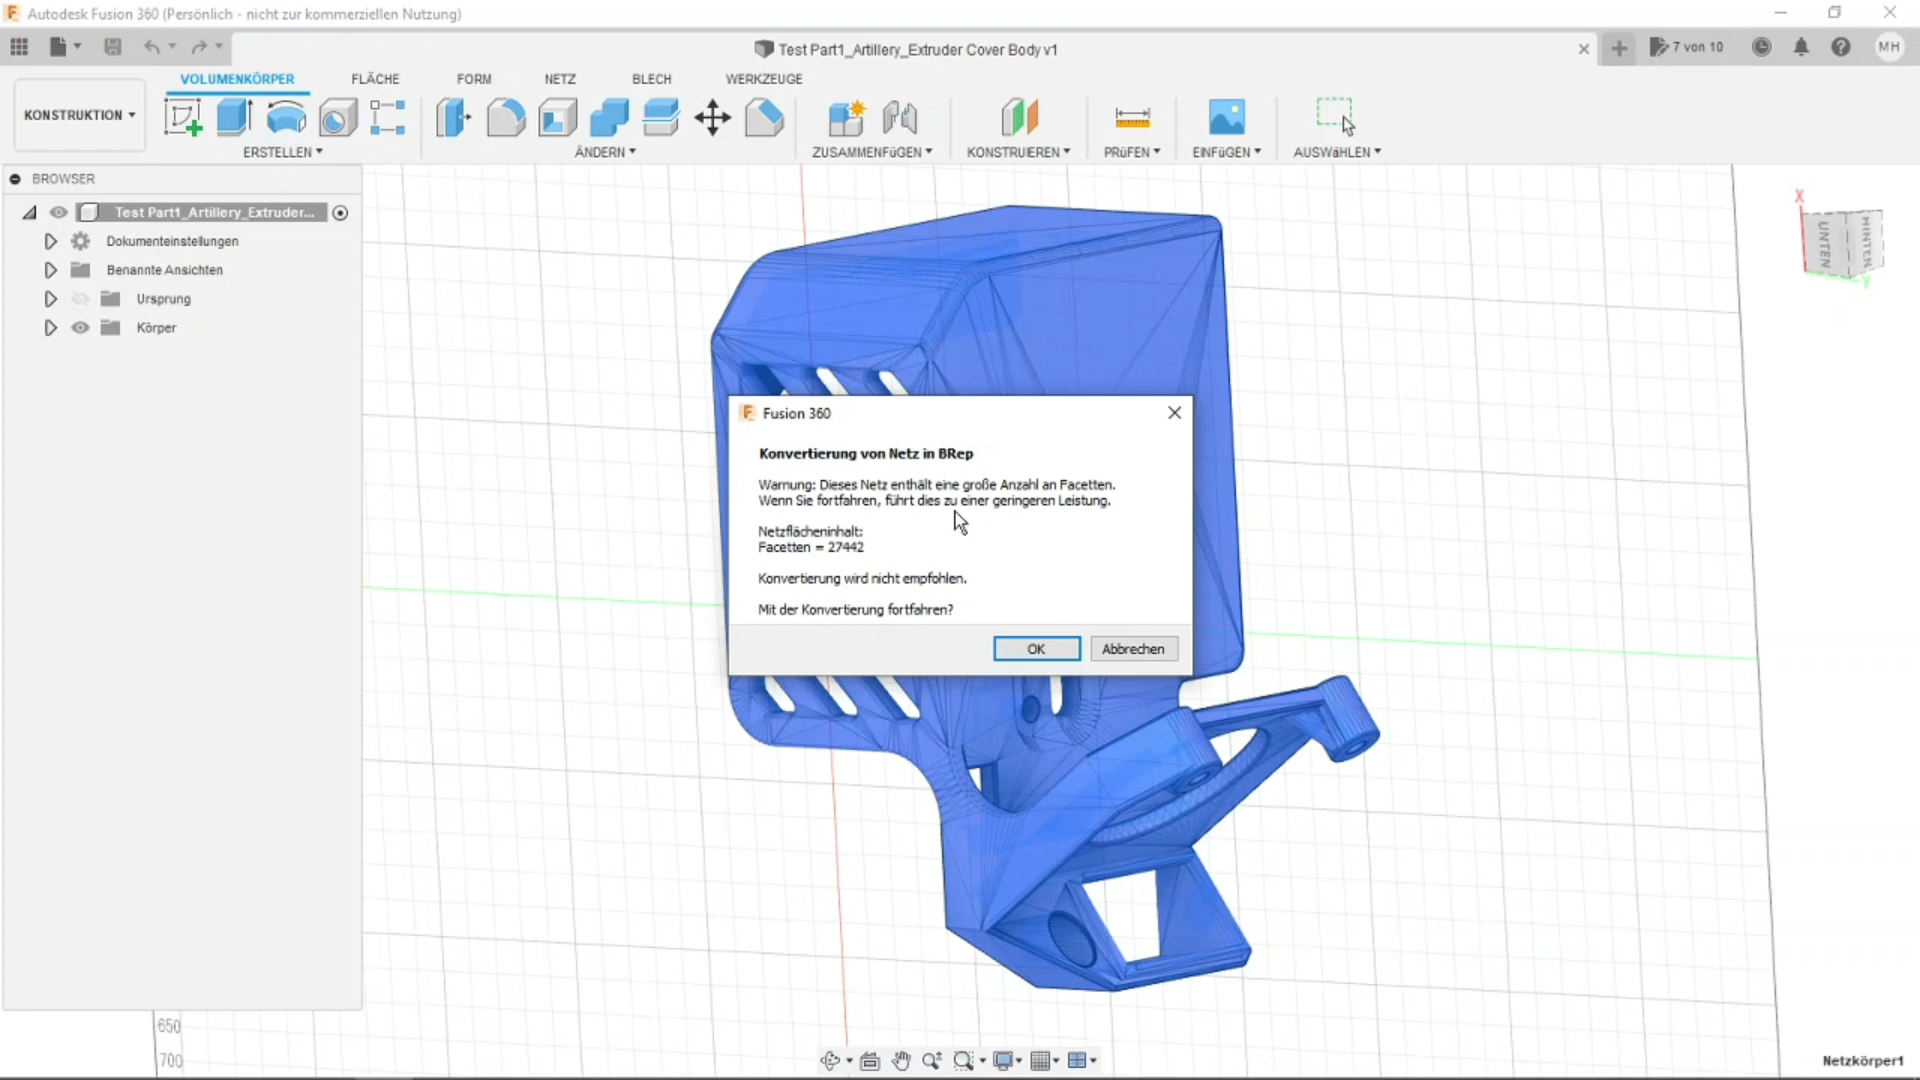 Autodesk Fusion 360 (Persönlich - nicht zur kommerziellen Nutzung)
Test Part1_Artillery_Extruder Cover Body v1
7 von 10
MH
VOLUMENKÖRPER
FLÄCHE
FORM
NETZ
BLECH
WERKZEUGE
KONSTRUKTION
ERSTELLEN
ÄNDERN
ZUSAMMENFüGEN
KONSTRUIEREN
PRüFEN
EINFüGEN
AUSWäHLEN
BROWSER
Test Part1_Artillery_Extruder...
Dokumenteinstellungen
Benannte Ansichten
Ursprung
Körper
X
UNTEN
HINTEN
Y
Fusion 360
Konvertierung von Netz in BRep
Warnung: Dieses Netz enthält eine große Anzahl an Facetten.
Wenn Sie fortfahren, führt dies zu einer geringeren Leistung.
Netzflächeninhalt:
Facetten = 27442
Konvertierung wird nicht empfohlen.
Mit der Konvertierung fortfahren?
OK
Abbrechen
650
700
Netzkörper1